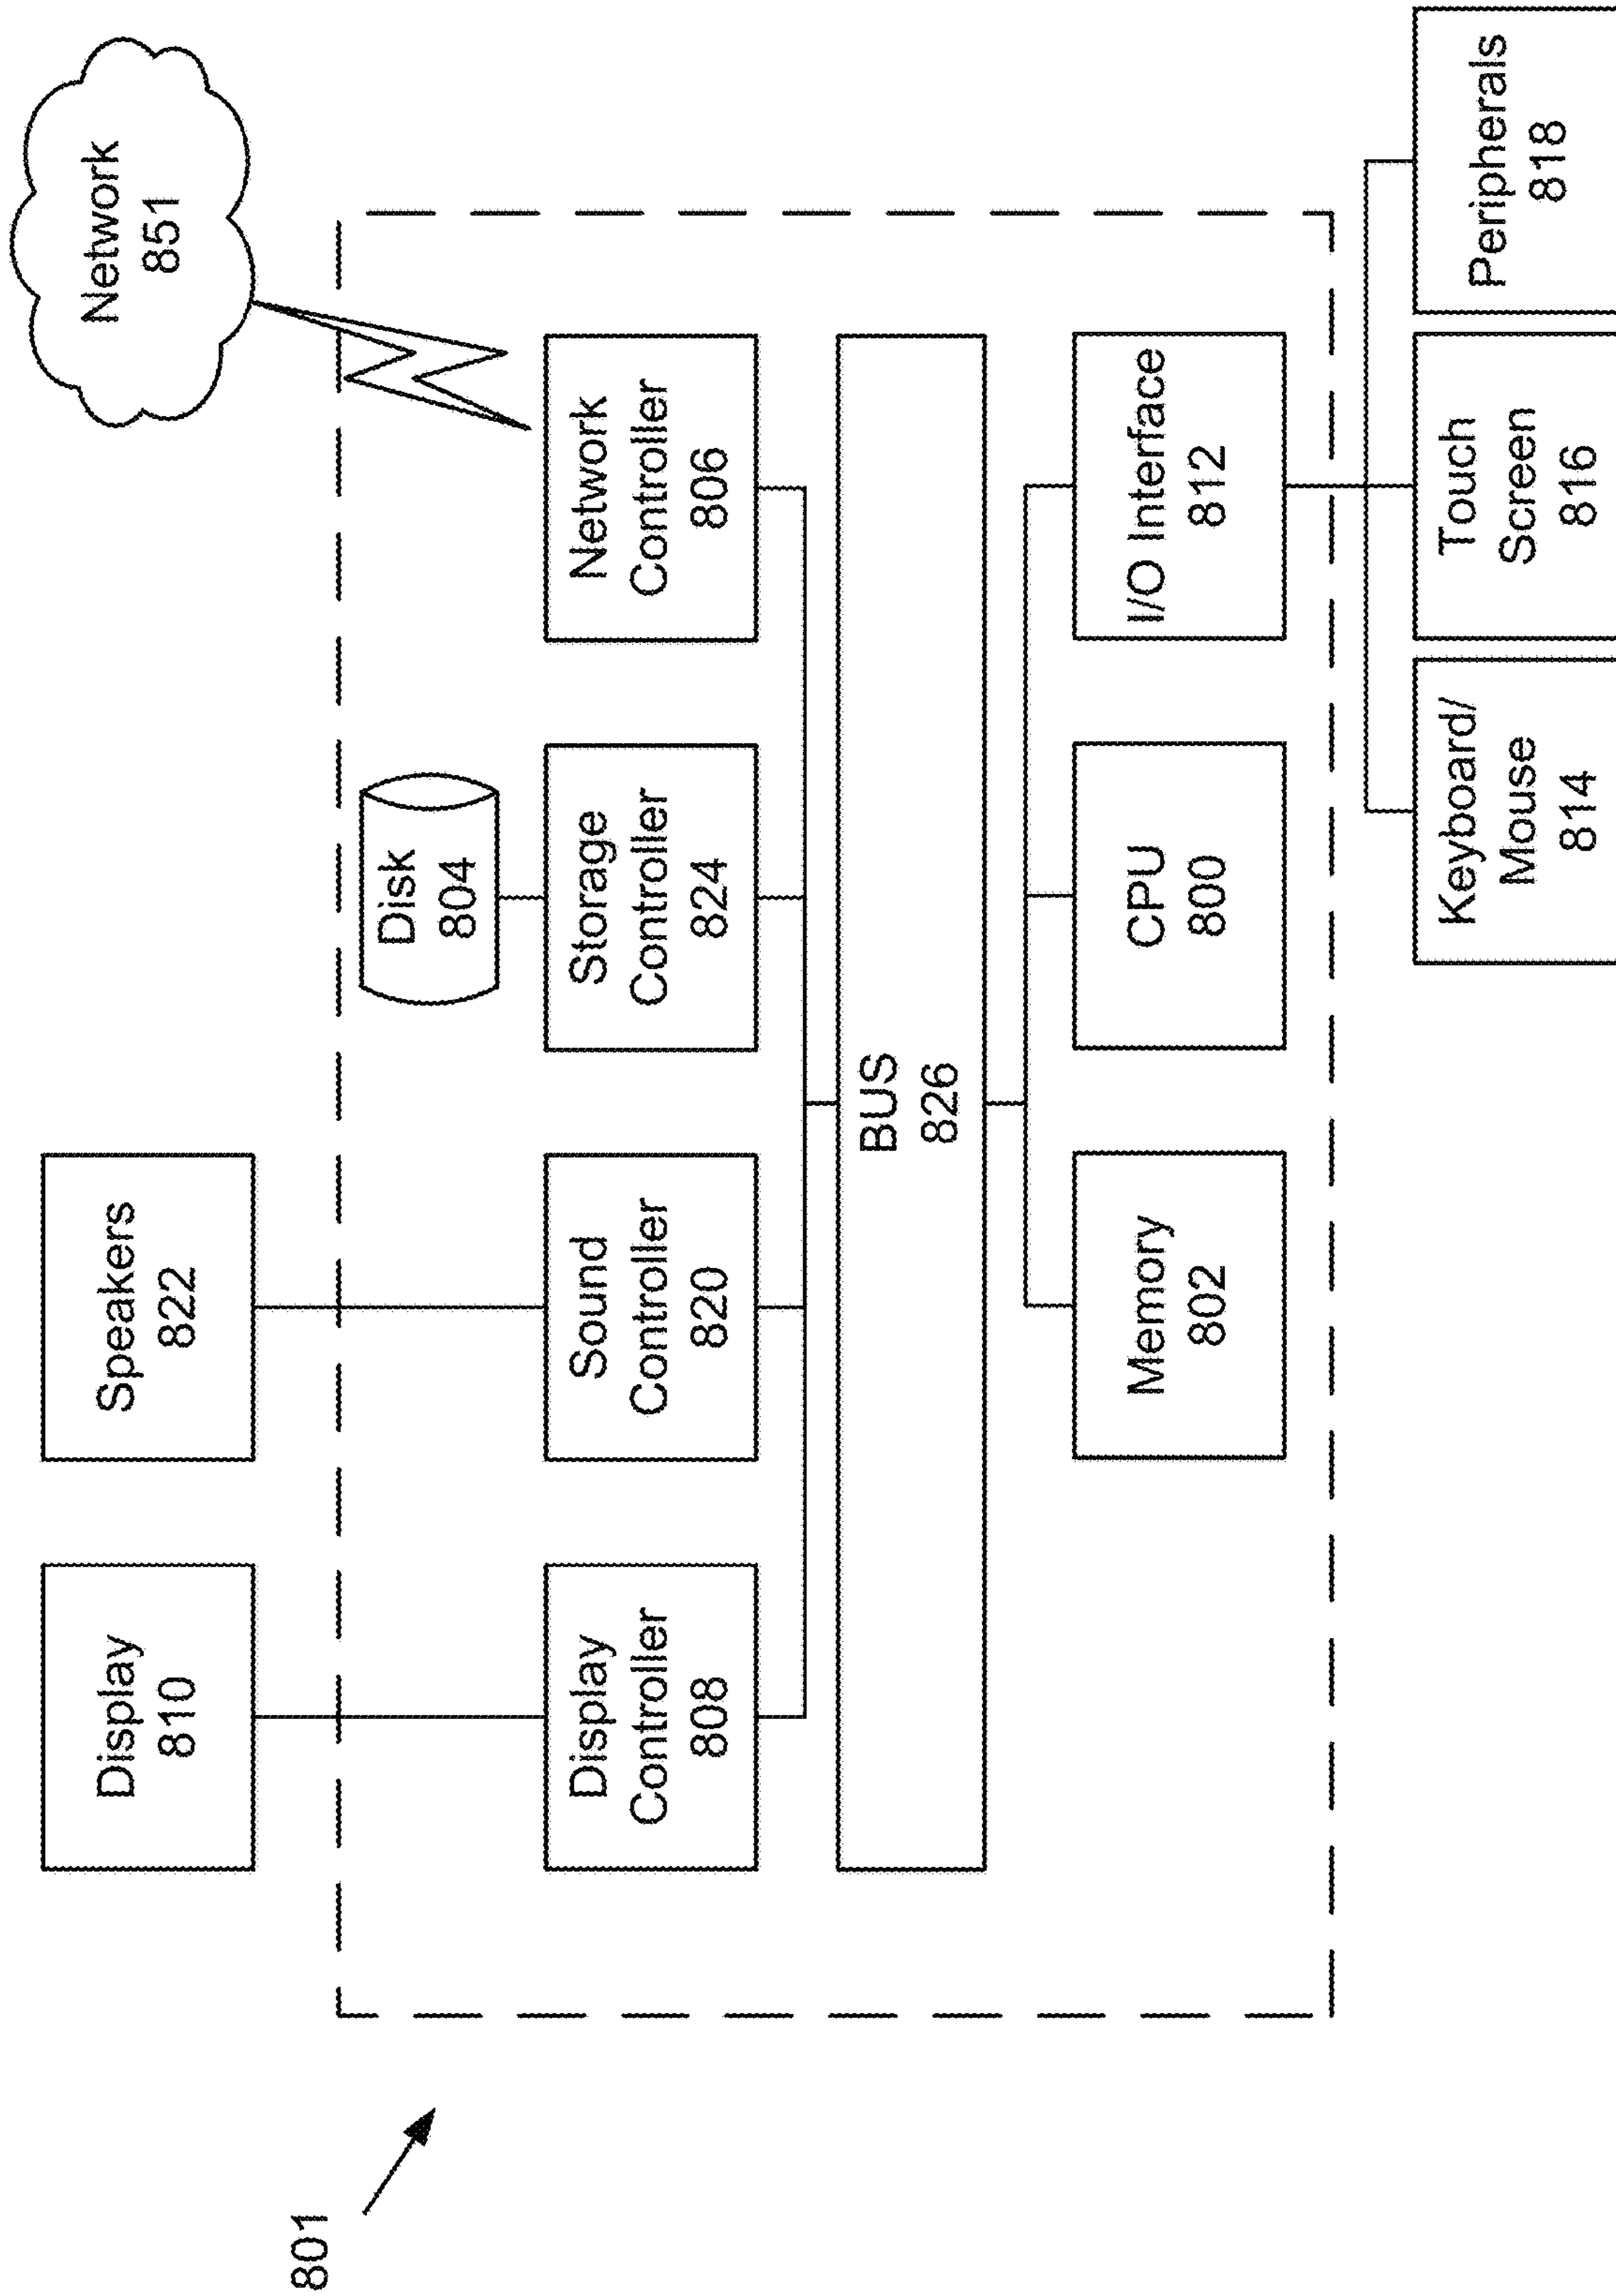 801
Display
810
Speakers
822
Network
851
Disk
804
Display
Controller
808
Sound
Controller
820
Storage
Controller
824
Network
Controller
806
BUS
826
Memory
802
CPU
800
I/O Interface
812
Keyboard/
Mouse
814
Touch
Screen
816
Peripherals
818